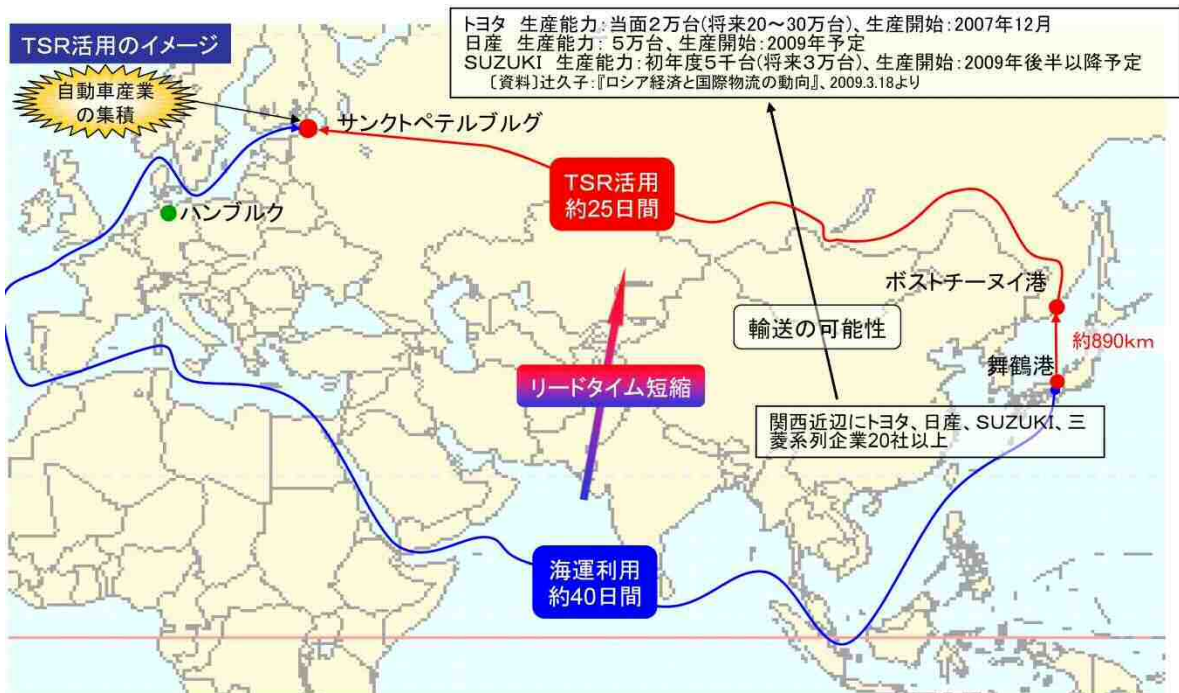 TSR活用のイメージ
トヨタ 生産能力:当面2万台(将来20～30万台)、生産開始:2007年12月
日産 生産能力: 5万台、生産開始:2009年予定
SUZUKI 生産能力:初年度5千台(将来3万台)、生産開始:2009年後半以降予定
〔資料〕辻久子:『ロシア経済と国際物流の動向』、2009.3.18より
自動車産業
の集積
サンクトペテルブルグ
TSR活用
約25日間
ハンブルク
ボストチーヌイ港
輸送の可能性
約890km
舞鶴港
リードタイム短縮
関西近辺にトヨタ、日産、SUZUKI、三
菱系列企業20社以上
海運利用
約40日間